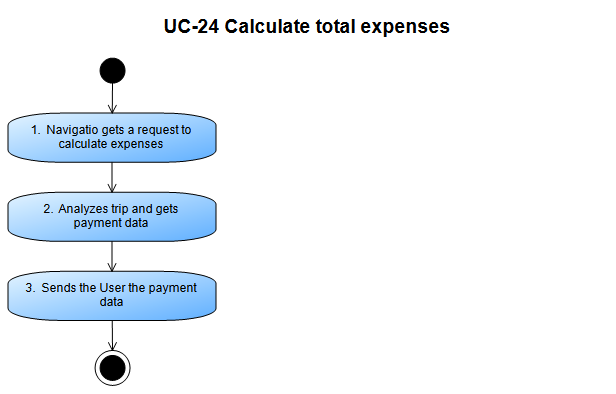 UC-24 Calculate total expenses
1. Navigatio gets a request to
calculate expenses
2. Analyzes trip and gets
payment data
3. Sends the User the payment
data